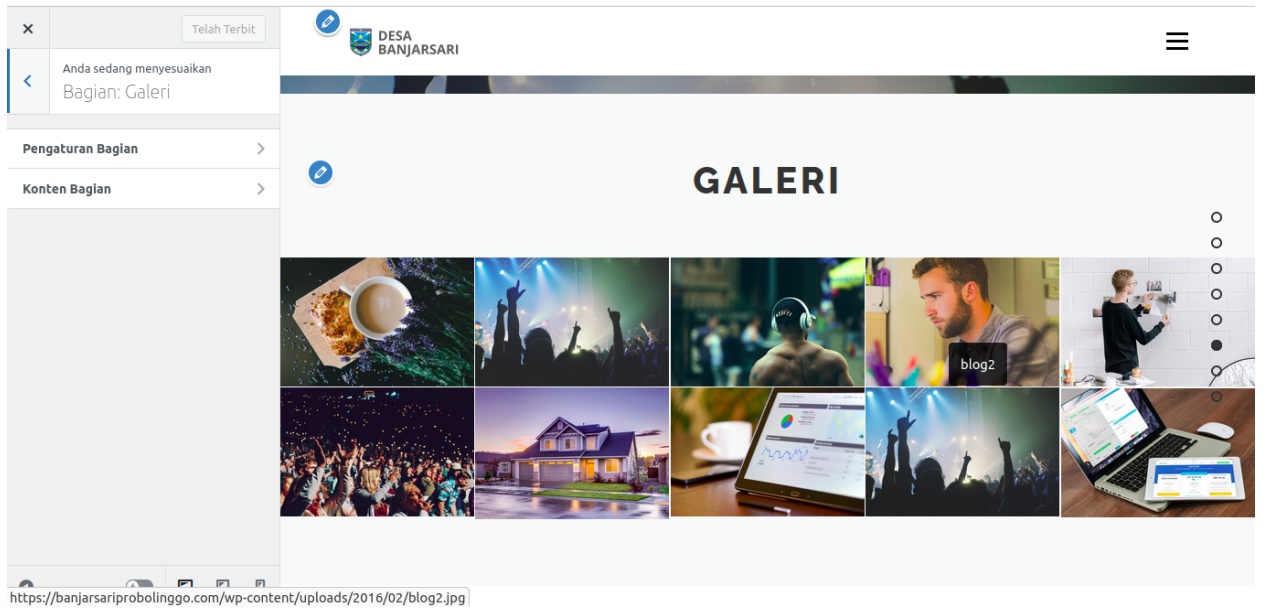 Telah Terbit
Anda sedang menyesuaikan
Bagian: Galeri
Pengaturan Bagian
Konten Bagian
DESA
BANJARSARI
GALERI
blog2
https://banjarsariprobolinggo.com/wp-content/uploads/2016/02/blog2.jpg